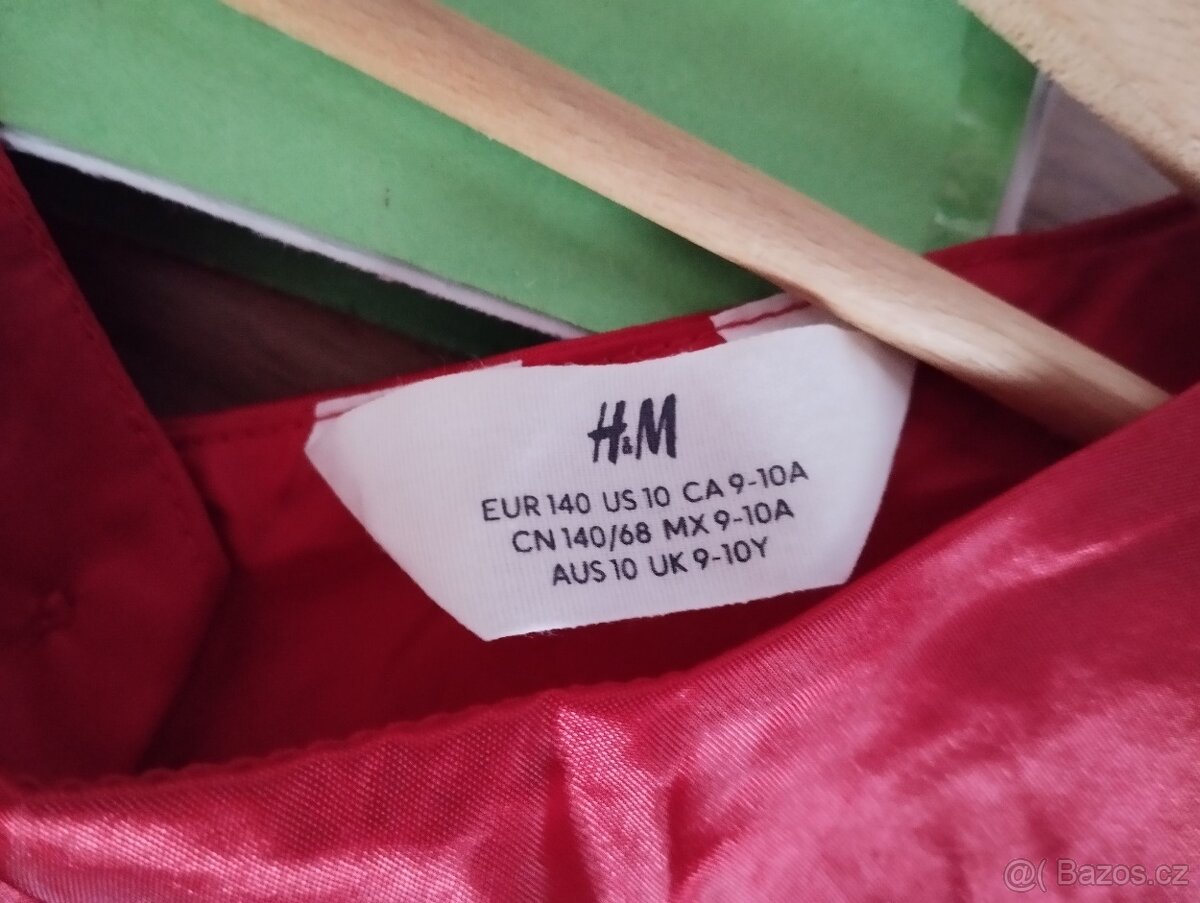 H&M
EUR 140 US 10 CA 9-10A
CN 140/68 MX 9-10A
AUS 10 UK 9-10Y
@( Bazos.cz